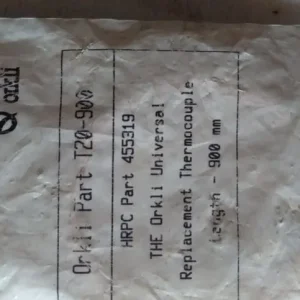 orkli
Orkli Part T20-900
HRPC Part 455319
THE Orkli Universal
Replacement Thermocouple
Length - 900 mm